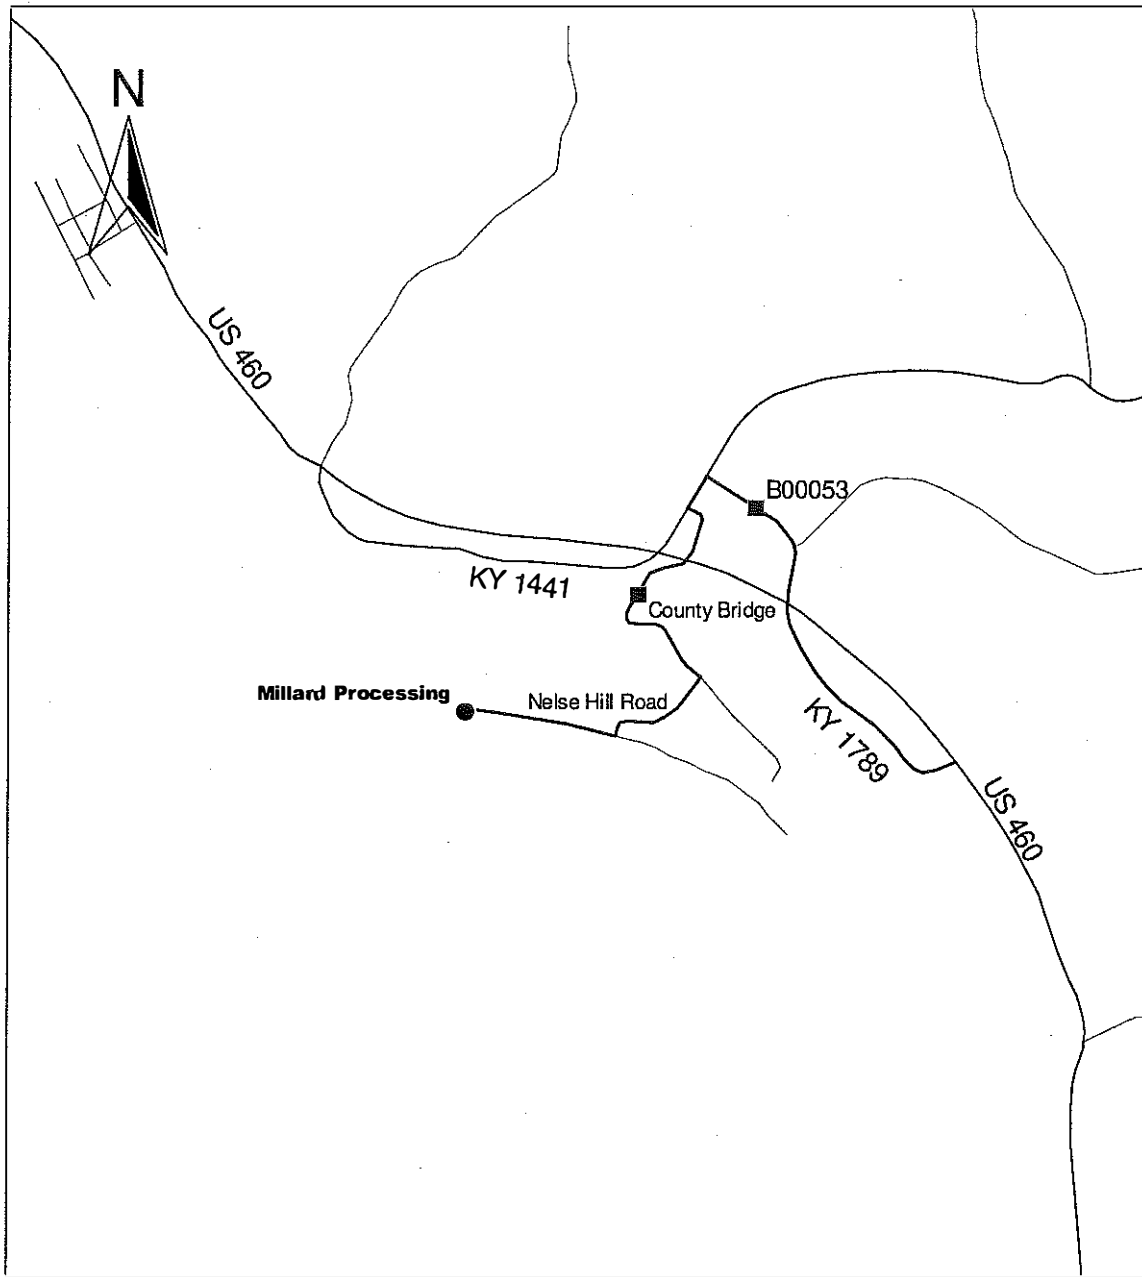 N
US 460
B00053
KY 1441
County Bridge
Millard Processing
Nelse Hill Road
KY 1789
US 460